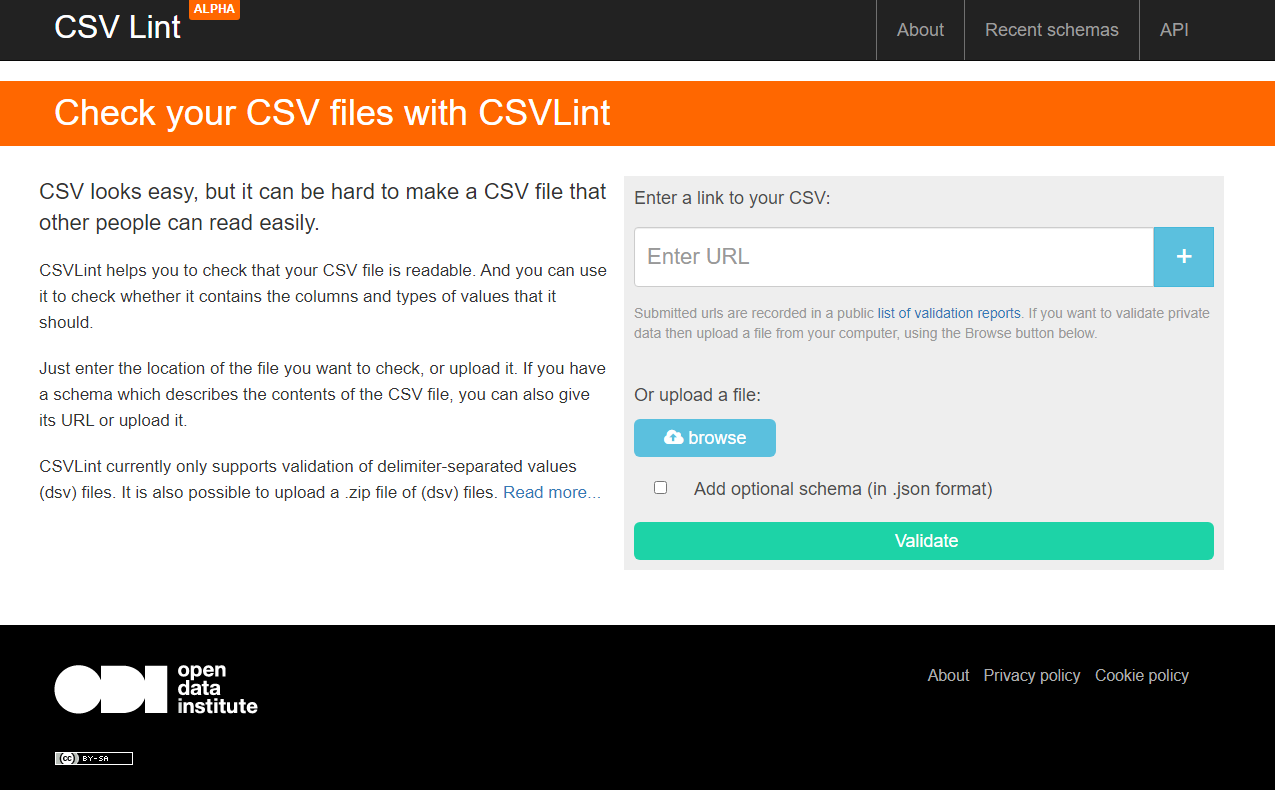 CSV Lint
ALPHA
About
Recent schemas
API
Check your CSV files with CSVLint
CSV looks easy, but it can be hard to make a CSV file that
other people can read easily.
CSVLint helps you to check that your CSV file is readable. And you can use
it to check whether it contains the columns and types of values that it
should.
Just enter the location of the file you want to check, or upload it. If you have
a schema which describes the contents of the CSV file, you can also give
its URL or upload it.
CSVLint currently only supports validation of delimiter-separated values
(dsv) files. It is also possible to upload a .zip file of (dsv) files. Read more...
Enter a link to your CSV:
Enter URL
+
Submitted urls are recorded in a public list of validation reports. If you want to validate private
data then upload a file from your computer, using the Browse button below.
Or upload a file:
browse
Add optional schema (in .json format)
Validate
ODI
open
data
institute
About
Privacy policy
Cookie policy
cc BY-SA